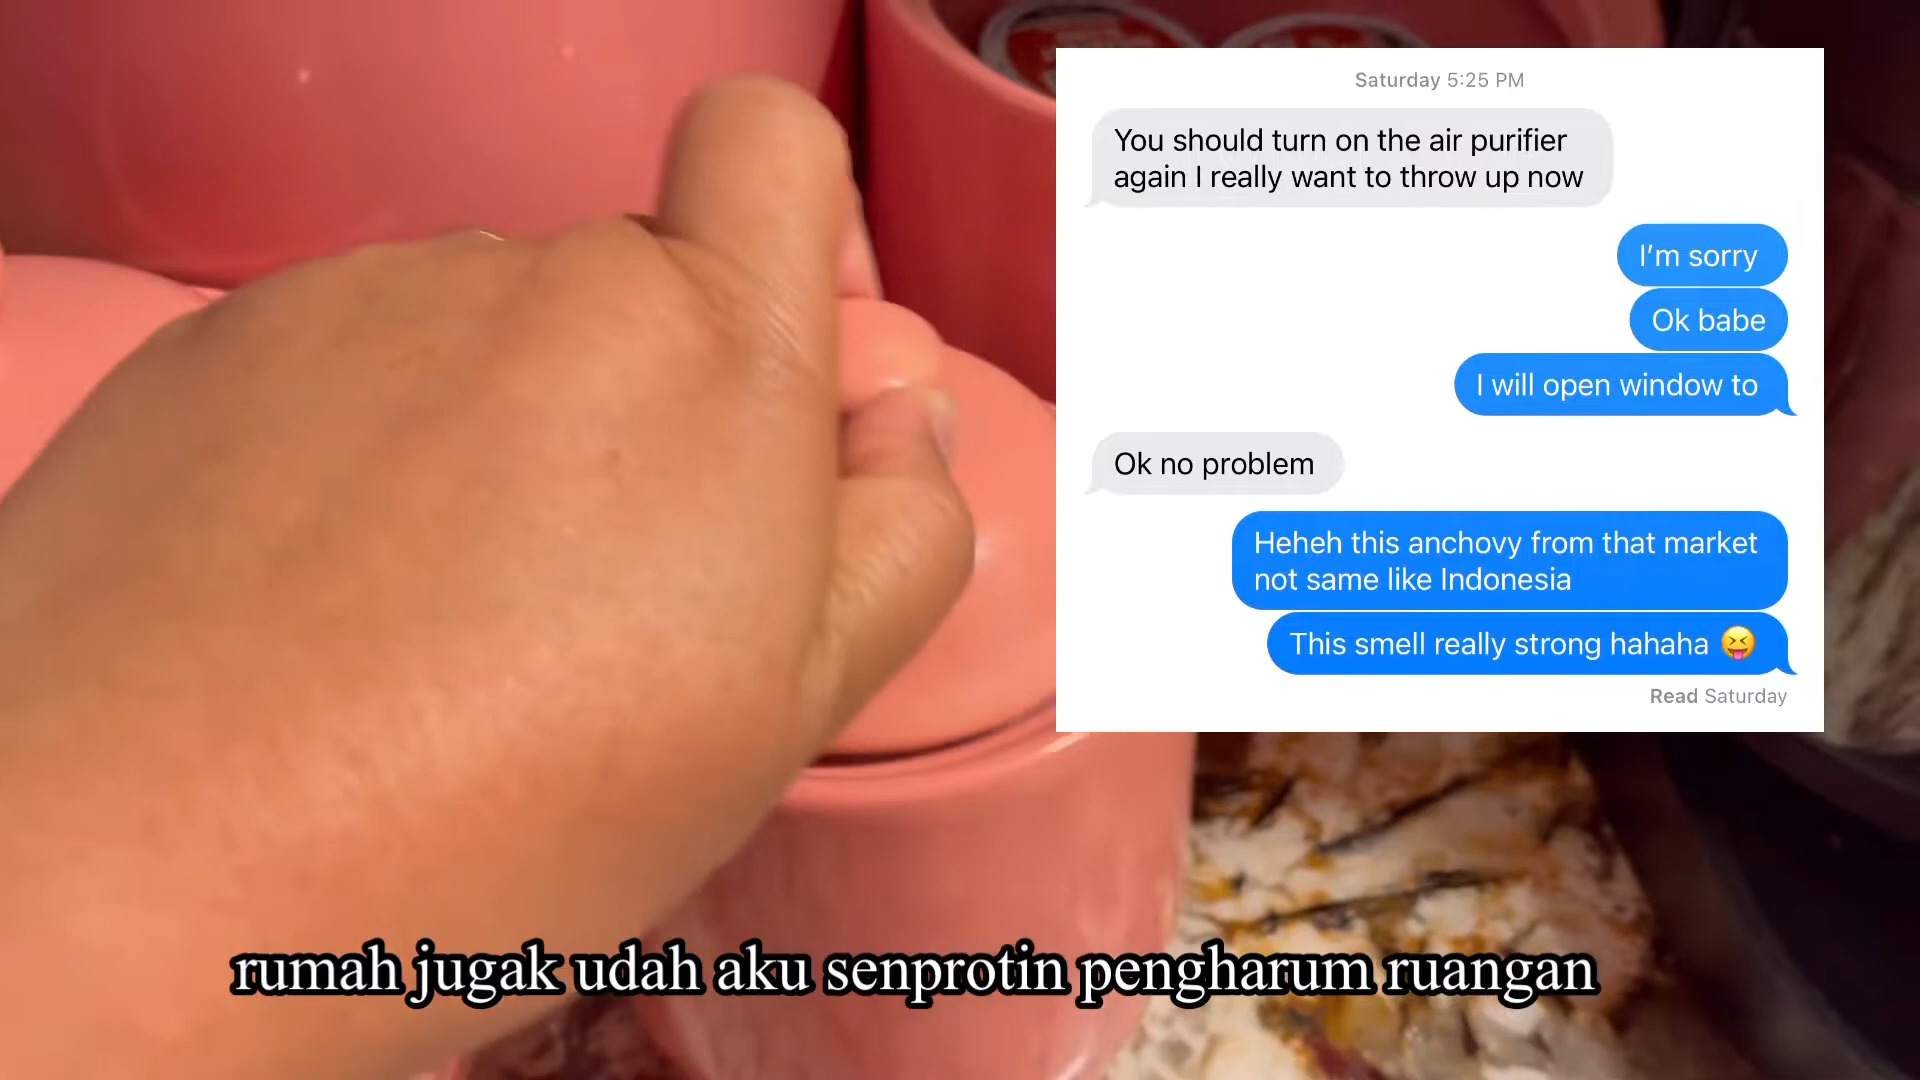 Saturday 5:25 PM
You should turn on the air purifier
again I really want to throw up now
I'm sorry
Ok babe
I will open window to
Ok no problem
Heheh this anchovy from that market
not same like Indonesia
This smell really strong hahaha 😝
Read Saturday
rumah jugak udah aku senprotin pengharum ruangan